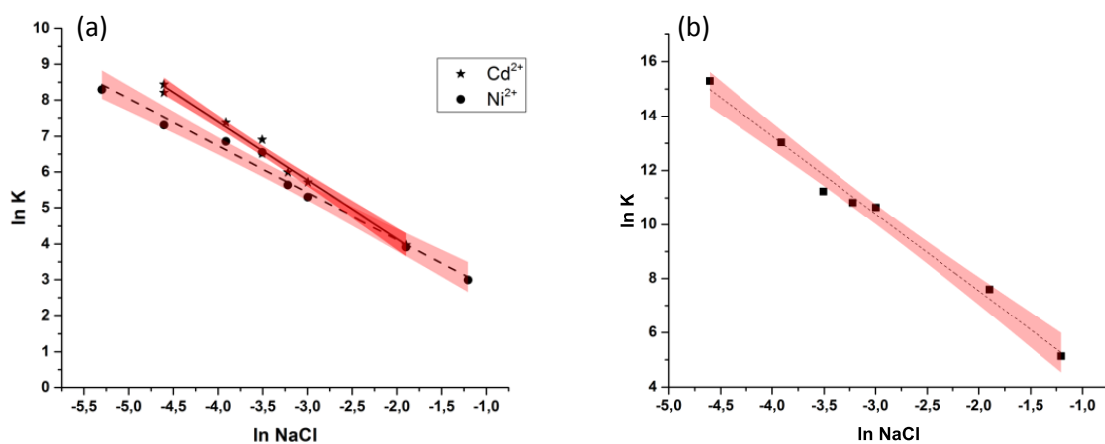 (a)
10
9
8
7
6
5
4
3
2
1
0
ln K
-5,5 -5,0 -4,5 -4,0 -3,5 -3,0 -2,5 -2,0 -1,5 -1,0
ln NaCl
Cd²⁺
Ni²⁺
(b)
16
14
12
10
8
6
4
ln K
-5,0 -4,5 -4,0 -3,5 -3,0 -2,5 -2,0 -1,5 -1,0
ln NaCl